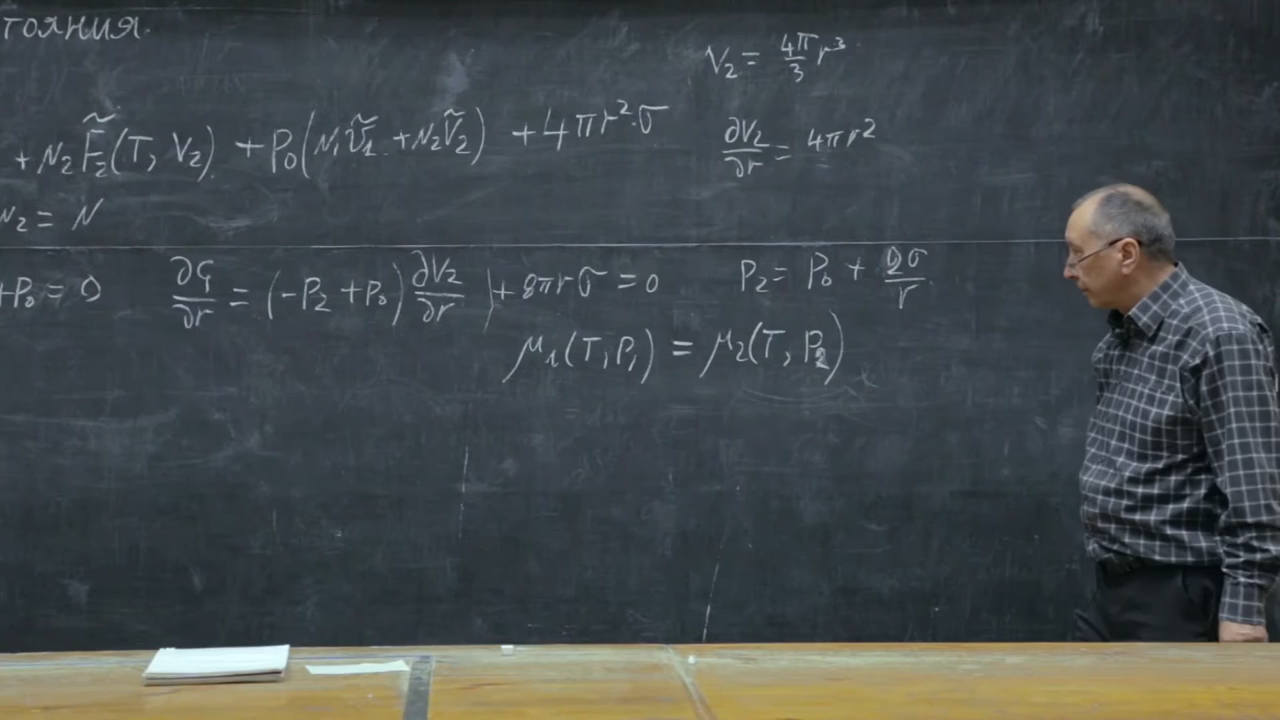 тояния.
V₂ = 4π/3 r³
+ N₂ F̃₂(T, V₂) + P₀(N₁ṽ₁ + N₂ṽ₂) + 4πr²·σ
∂V₂/∂r = 4πr²
N₂ = N
+P₀ = 0 ∂φ/∂r = (-P₂ + P₀) ∂V₂/∂r + 8πrσ = 0 P₂ = P₀ + 2σ/r
μ₁(T, P₁) = μ₂(T, P₂)